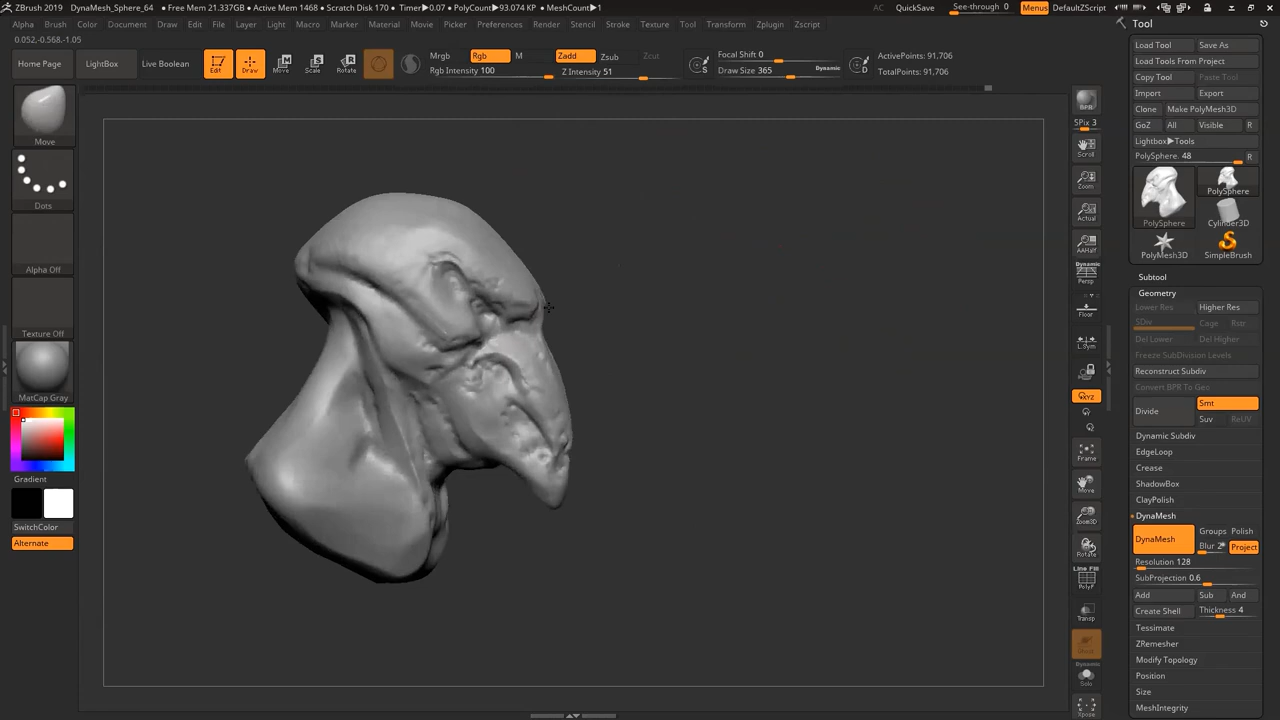 ZBrush 2019 DynaMesh_Sphere_64 • Free Mem 21.337GB • Active Mem 1468 • Scratch Disk 170 • Timer▶0.07 • PolyCount▶93.074 KP • MeshCount▶1 AC QuickSave See-through 0 Menus DefaultZScript
Alpha Brush Color Document Draw Edit File Layer Light Macro Marker Material Movie Picker Preferences Render Stencil Stroke Texture Tool Transform Zplugin Zscript
0.052,-0.568,-1.05
Home Page LightBox Live Boolean Edit Draw Move Scale Rotate
Mrgb Rgb M Zadd Zsub Zcut
Rgb Intensity 100 Z Intensity 51
Focal Shift 0
Draw Size 365 Dynamic
S
D
ActivePoints: 91,706
TotalPoints: 91,706
Move
Dots
Alpha Off
Texture Off
MatCap Gray
Gradient
SwitchColor
Alternate
BPR
SPix 3
Scroll
Zoom
Actual
AAHalf
Dynamic
Persp
Floor
L.Sym
XYZ
Frame
Move
Zoom3D
Rotate
Line Fill
PolyF
Transp
Ghost
Dynamic
Solo
Xpose
Tool
Load Tool Save As
Load Tools From Project
Copy Tool Paste Tool
Import Export
Clone Make PolyMesh3D
GoZ All Visible R
Lightbox▶Tools
PolySphere. 48 R
PolySphere
PolySphere
Cylinder3D
PolyMesh3D SimpleBrush
Subtool
Geometry
Lower Res Higher Res
SDiv Cage Rstr
Del Lower Del Higher
Freeze SubDivision Levels
Reconstruct Subdiv
Convert BPR To Geo
Divide Smt
Suv ReUV
Dynamic Subdiv
EdgeLoop
Crease
ShadowBox
ClayPolish
DynaMesh
DynaMesh Groups Polish
Blur 2 Project
Resolution 128
SubProjection 0.6
Add Sub And
Create Shell Thickness 4
Tessimate
ZRemesher
Modify Topology
Position
Size
MeshIntegrity